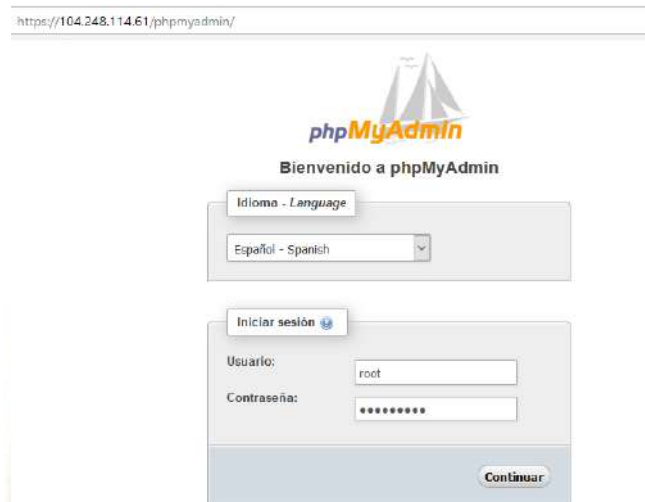 https://104.248.114.61/phpmyadmin/
phpMyAdmin
Bienvenido a phpMyAdmin
Idioma - Language
Español - Spanish
Iniciar sesión
Usuario:
root
Contraseña:
•••••••••
Continuar